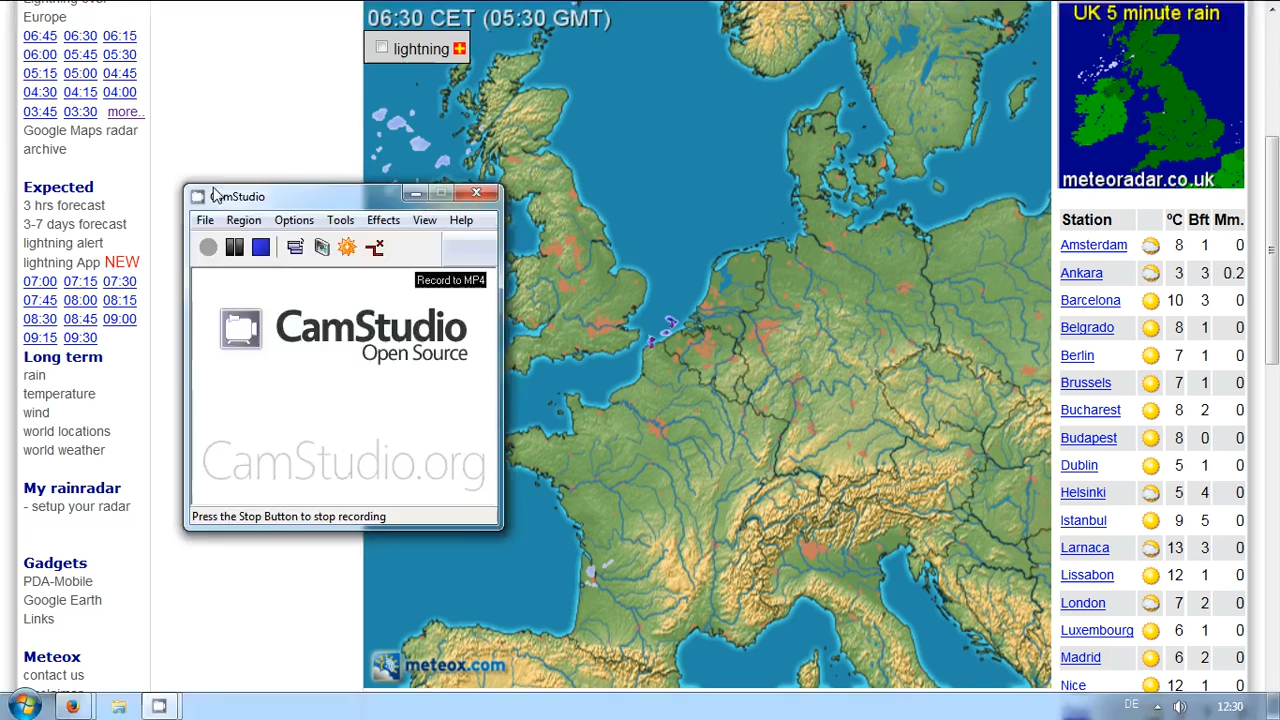 Lightning over
Europe
06:45 06:30 06:15
06:00 05:45 05:30
05:15 05:00 04:45
04:30 04:15 04:00
03:45 03:30 more..
Google Maps radar
archive
Expected
3 hrs forecast
3-7 days forecast
lightning alert
lightning App NEW
07:00 07:15 07:30
07:45 08:00 08:15
08:30 08:45 09:00
09:15 09:30
Long term
rain
temperature
wind
world locations
world weather
My rainradar
- setup your radar
Gadgets
PDA-Mobile
Google Earth
Links
Meteox
contact us
disclaimer
06:30 CET (05:30 GMT)
lightning
CamStudio
File Region Options Tools Effects View Help
Record to MP4
CamStudio
Open Source
CamStudio.org
Press the Stop Button to stop recording
meteox.com
UK 5 minute rain
meteoradar.co.uk
Station ºC Bft Mm.
Amsterdam 8 1 0
Ankara 3 3 0.2
Barcelona 10 3 0
Belgrado 8 1 0
Berlin 7 1 0
Brussels 7 1 0
Bucharest 8 2 0
Budapest 8 0 0
Dublin 5 1 0
Helsinki 5 4 0
Istanbul 9 5 0
Larnaca 13 3 0
Lissabon 12 1 0
London 7 2 0
Luxembourg 6 1 0
Madrid 6 2 0
Nice 12 1 0
DE 12:30